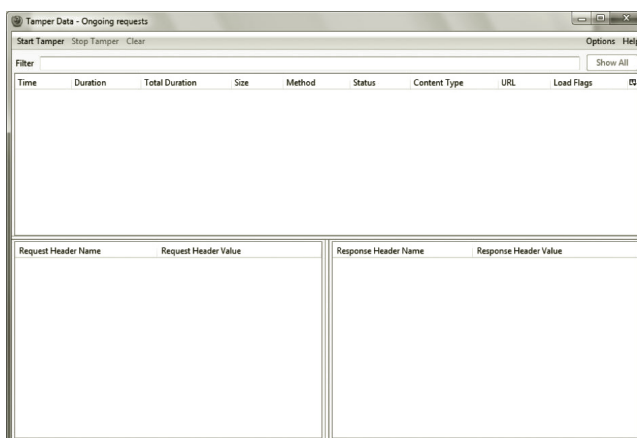 Tamper Data - Ongoing requests
Start Tamper Stop Tamper Clear Options Help
Filter Show All
Time Duration Total Duration Size Method Status Content Type URL Load Flags
Request Header Name Request Header Value Response Header Name Response Header Value